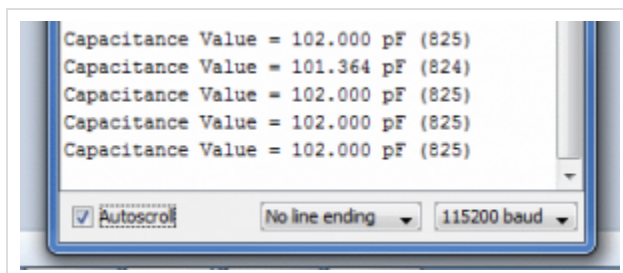 Capacitance Value = 102.000 pF (825)
Capacitance Value = 101.364 pF (824)
Capacitance Value = 102.000 pF (825)
Capacitance Value = 102.000 pF (825)
Capacitance Value = 102.000 pF (825)
Autoscroll No line ending 115200 baud